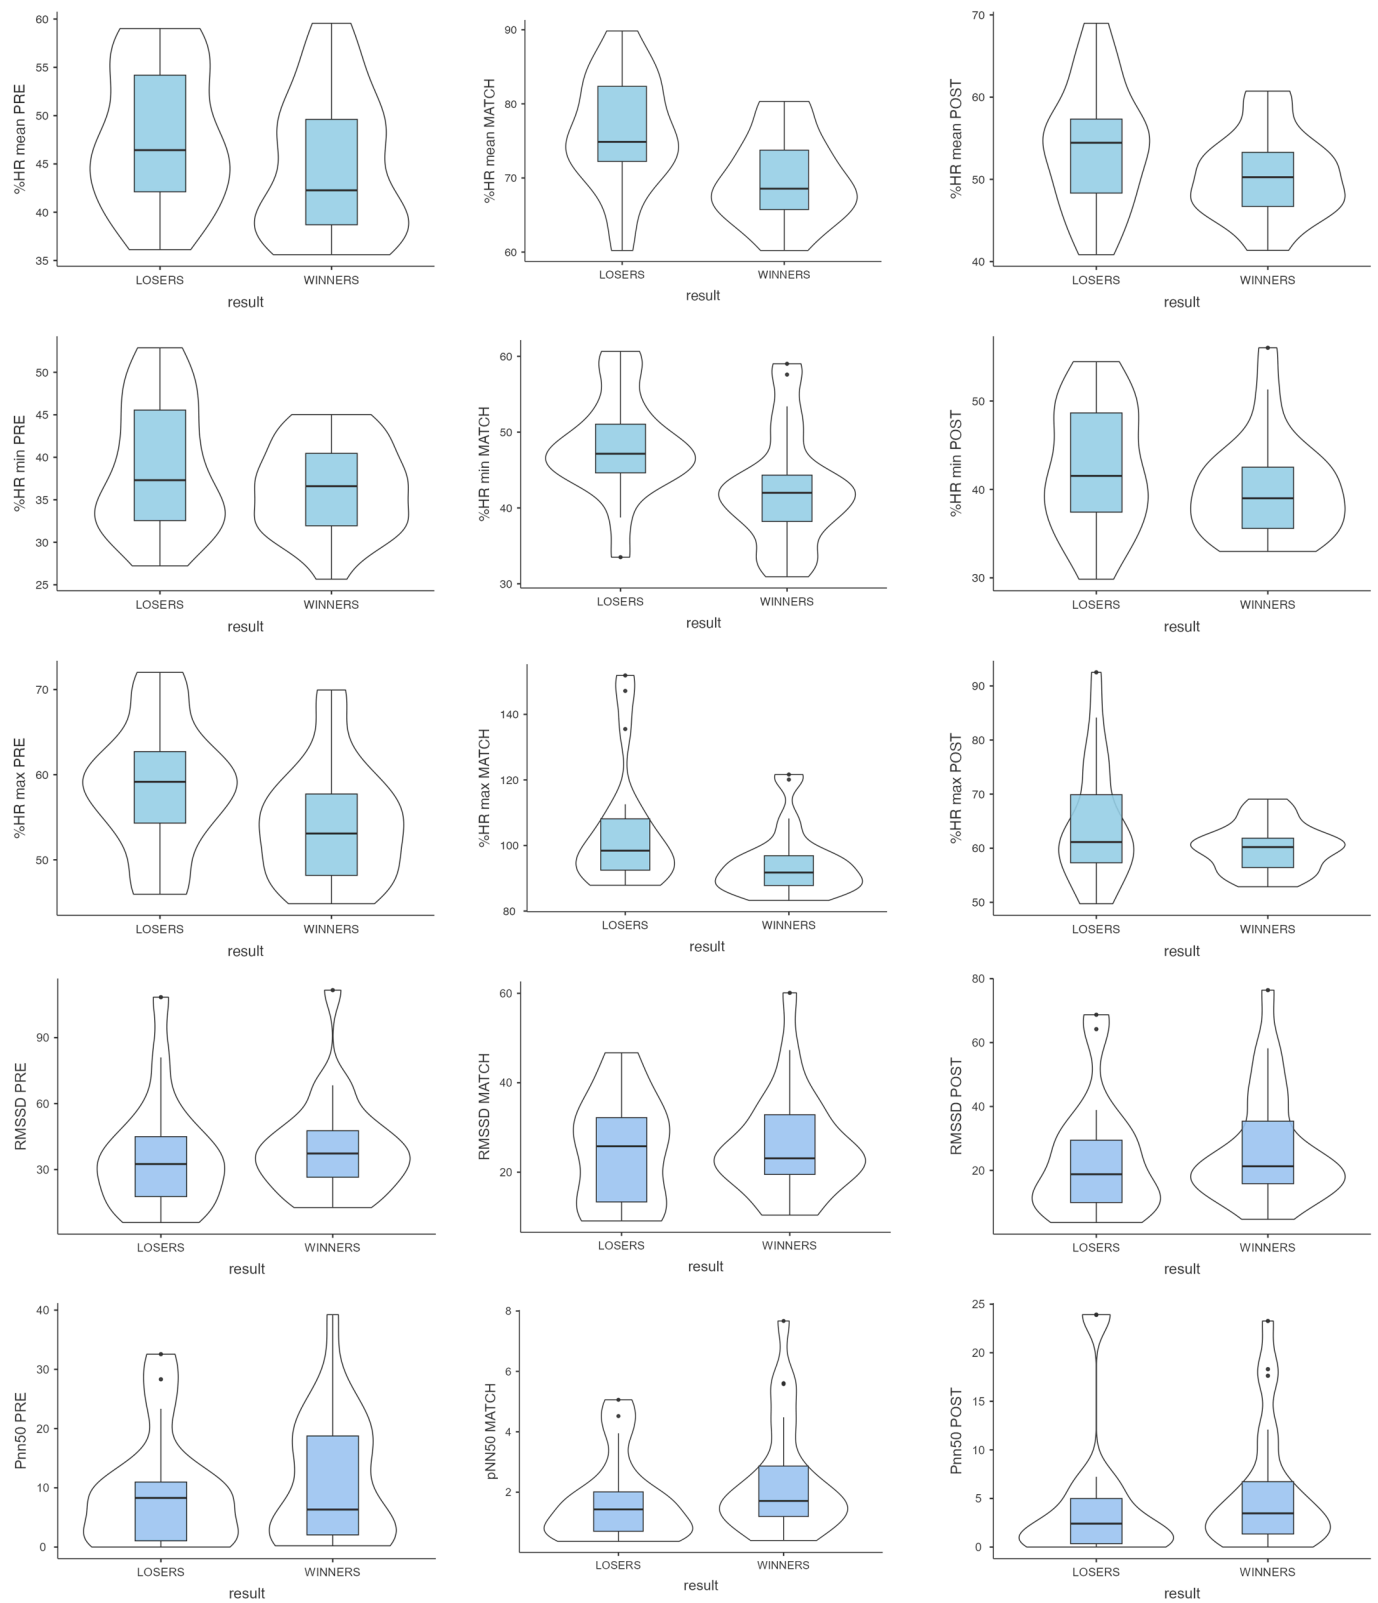 %HR mean PRE
60
55
50
45
40
35
LOSERS WINNERS
result
%HR mean MATCH
90
80
70
60
LOSERS WINNERS
result
%HR mean POST
70
60
50
40
LOSERS WINNERS
result
%HR min PRE
50
45
40
35
30
25
LOSERS WINNERS
result
%HR min MATCH
60
50
40
30
LOSERS WINNERS
result
%HR min POST
50
40
30
LOSERS WINNERS
result
%HR max PRE
70
60
50
LOSERS WINNERS
result
%HR max MATCH
140
120
100
80
LOSERS WINNERS
result
%HR max POST
90
80
70
60
50
LOSERS WINNERS
result
RMSSD PRE
90
60
30
LOSERS WINNERS
result
RMSSD MATCH
60
40
20
LOSERS WINNERS
result
RMSSD POST
80
60
40
20
LOSERS WINNERS
result
Pnn50 PRE
40
30
20
10
0
LOSERS WINNERS
result
pNN50 MATCH
8
6
4
2
LOSERS WINNERS
result
Pnn50 POST
25
20
15
10
5
0
LOSERS WINNERS
result